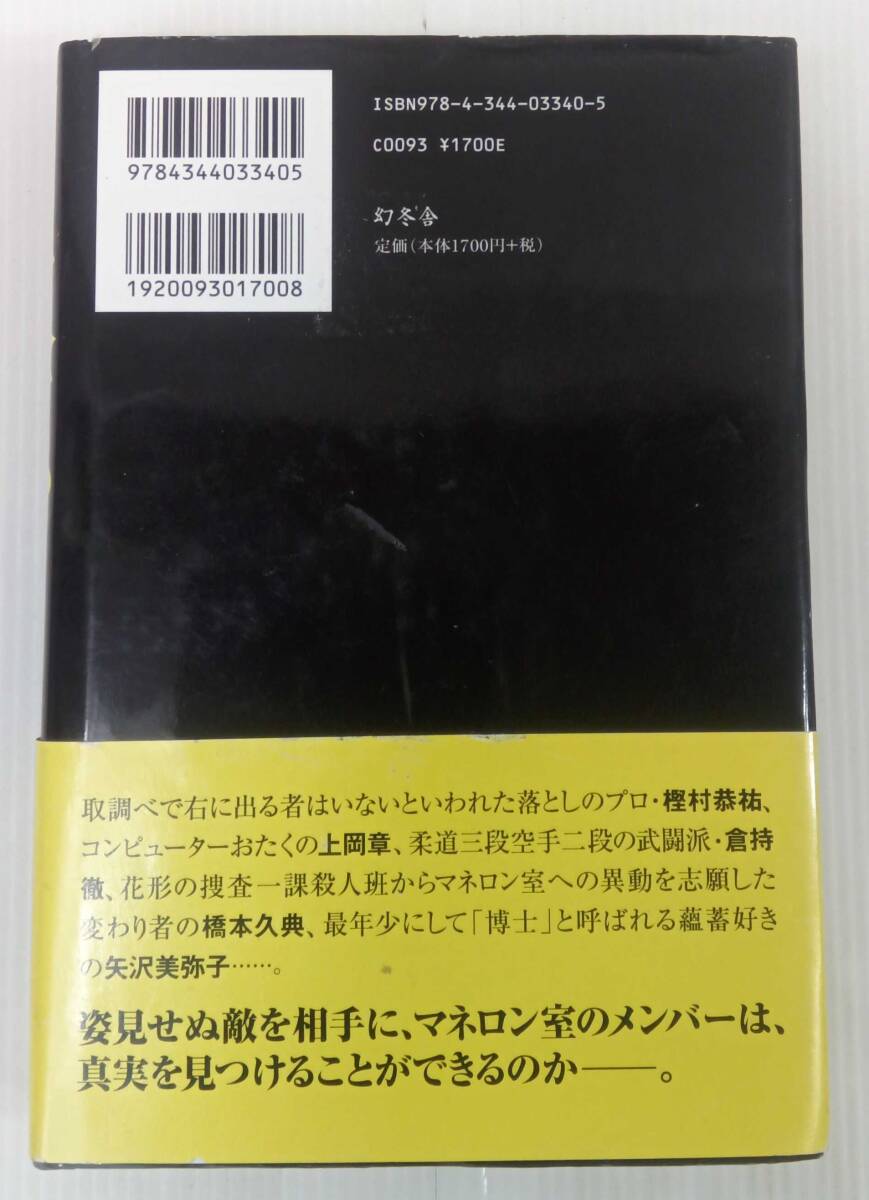 9784344033405
1920093017008
ISBN978-4-344-03340-5
C0093 ¥1700E
幻冬舎
定価(本体1700円+税)
取調べで右に出る者はいないといわれた落としのプロ・樫村恭祐、
コンピューターおたくの上岡章、柔道三段空手二段の武闘派・倉持
徹、花形の捜査一課殺人班からマネロン室への異動を志願した
変わり者の橋本久典、最年少にして「博士」と呼ばれる蘊蓄好き
の矢沢美弥子……。
姿見せぬ敵を相手に、マネロン室のメンバーは、
真実を見つけることができるのか――。